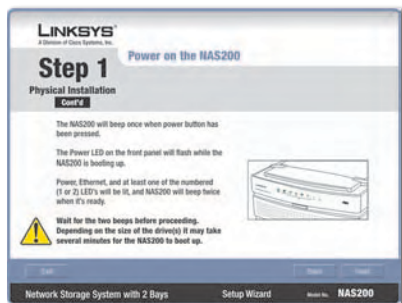 LINKSYS®
A Division of Cisco Systems, Inc.
Power on the NAS200
Step 1
Physical Installation
Cont'd
The NAS200 will beep once when power button has
been pressed.
The Power LED on the front panel will flash while the
NAS200 is booting up.
Power, Ethernet, and at least one of the numbered
(1 or 2) LED's will be lit, and NAS200 will beep twice
when it's ready.
Wait for the two beeps before proceeding.
Depending on the size of the drive(s) it may take
several minutes for the NAS200 to boot up.
Network Storage System with 2 Bays Setup Wizard Model No. NAS200